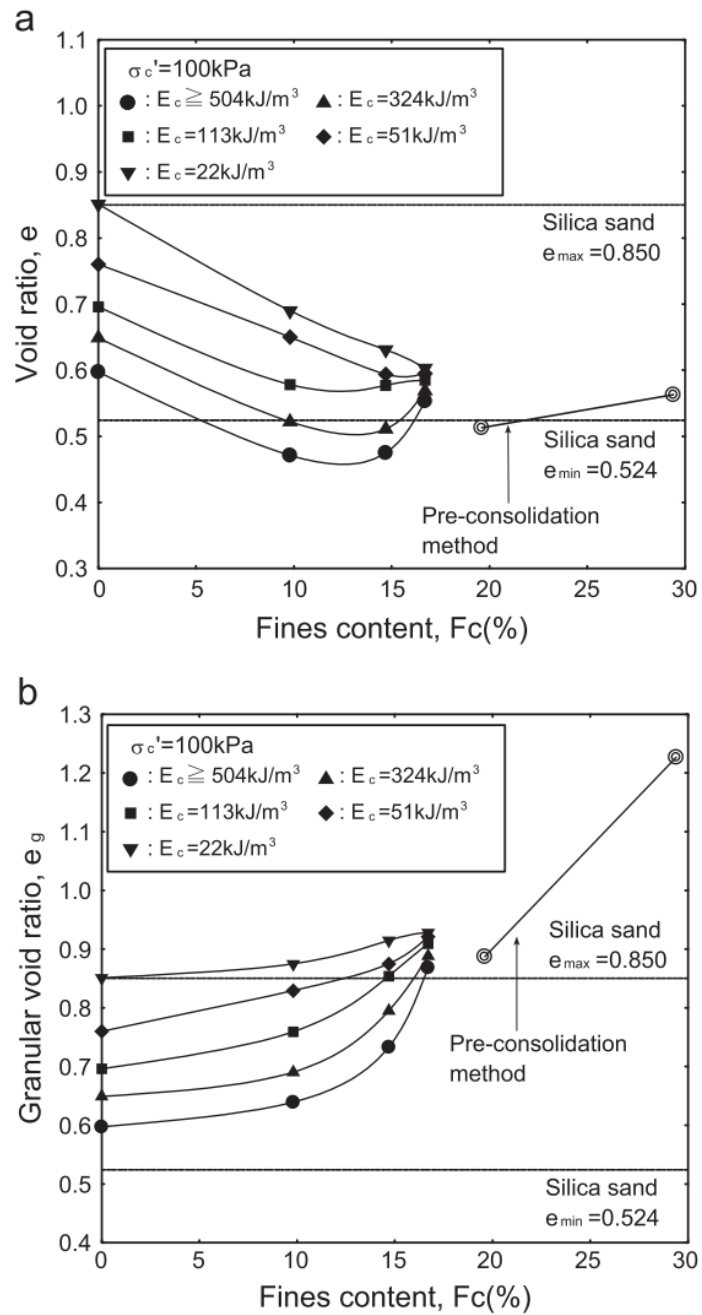 a
1.1
1.0
0.9
0.8
0.7
0.6
0.5
0.4
0.3
Void ratio, e
σc'=100kPa
: Ec≧ 504kJ/m³ : Ec=324kJ/m³
: Ec=113kJ/m³ : Ec=51kJ/m³
: Ec=22kJ/m³
Silica sand
emax =0.850
Silica sand
emin =0.524
Pre-consolidation
method
0 5 10 15 20 25 30
Fines content, Fc(%)
b
1.3
1.2
1.1
1.0
0.9
0.8
0.7
0.6
0.5
0.4
Granular void ratio, eg
σc'=100kPa
: Ec≧ 504kJ/m³ : Ec=324kJ/m³
: Ec=113kJ/m³ : Ec=51kJ/m³
: Ec=22kJ/m³
Silica sand
emax =0.850
Pre-consolidation
method
Silica sand
emin =0.524
0 5 10 15 20 25 30
Fines content, Fc(%)